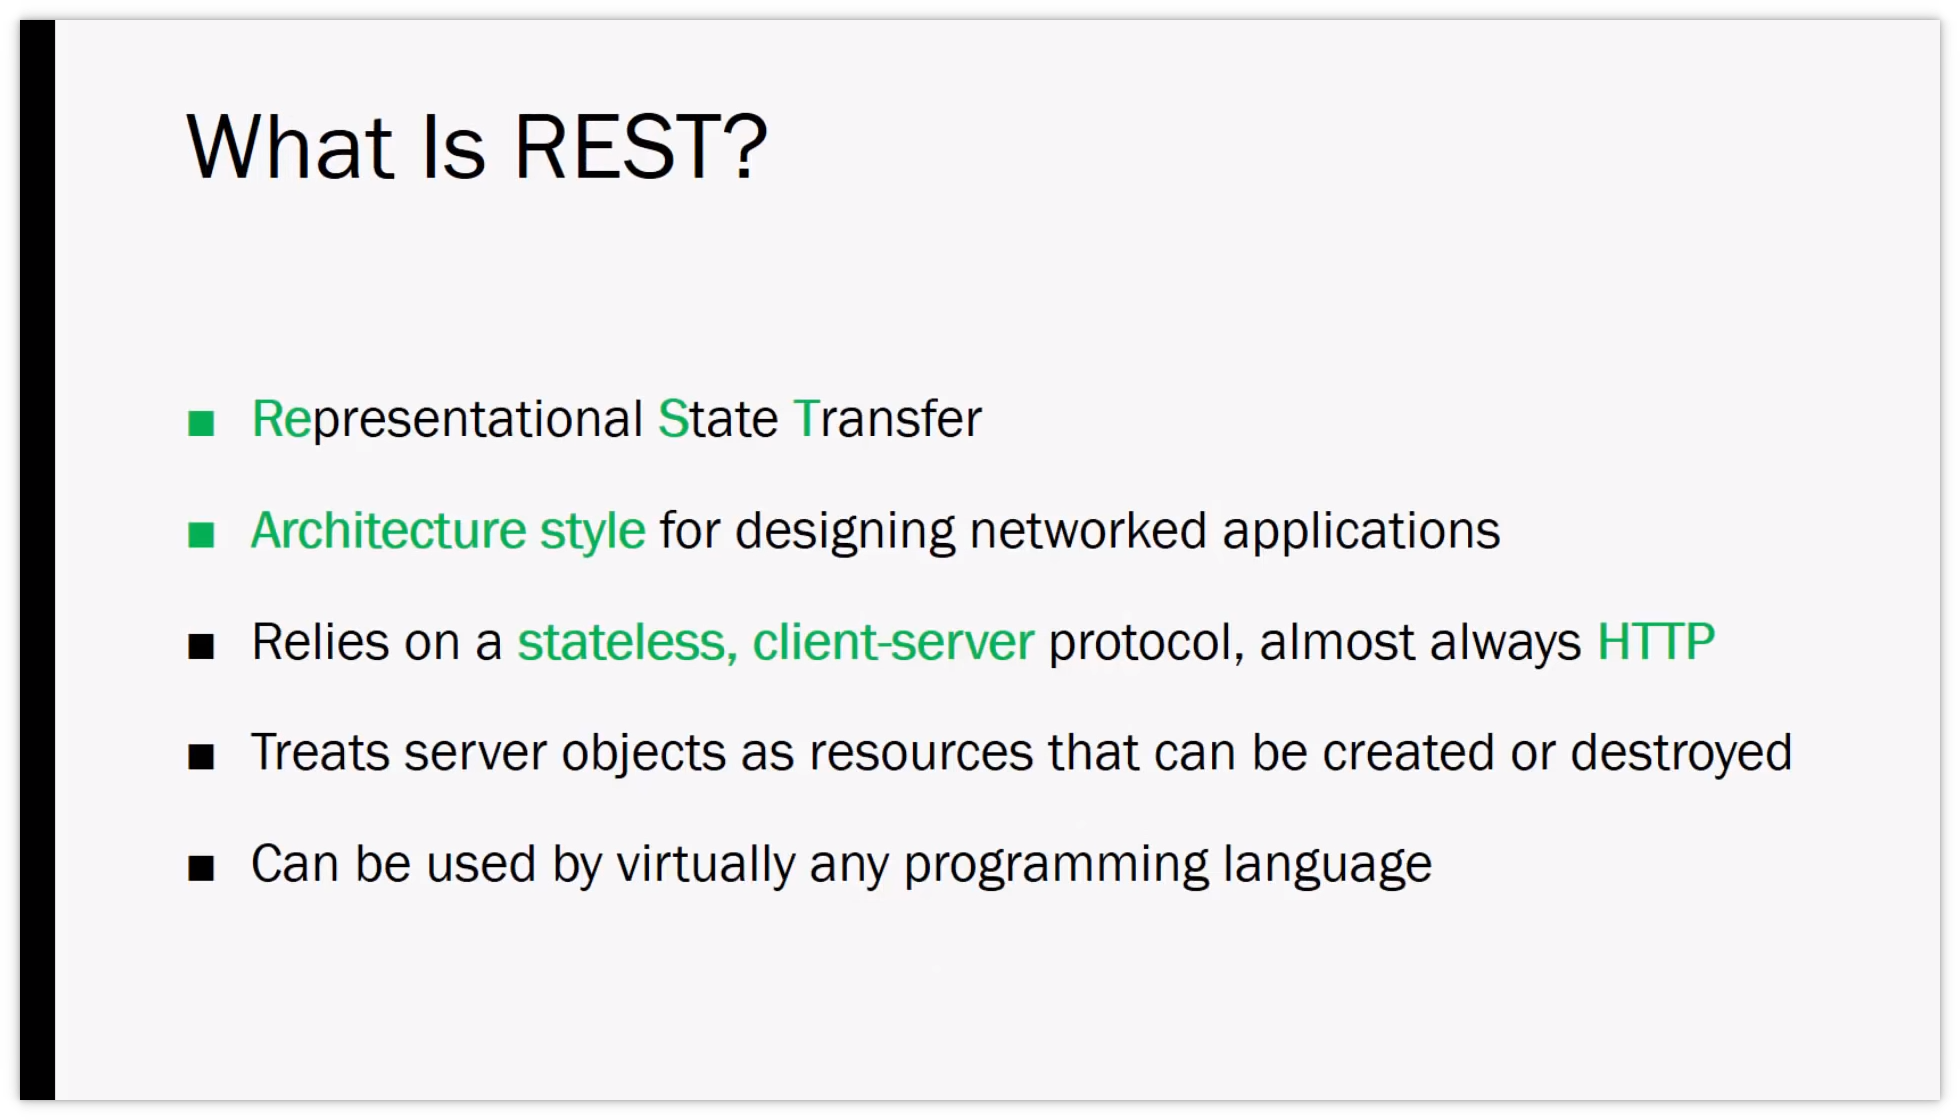 What Is REST?
■ Representational State Transfer
■ Architecture style for designing networked applications
■ Relies on a stateless, client-server protocol, almost always HTTP
■ Treats server objects as resources that can be created or destroyed
■ Can be used by virtually any programming language